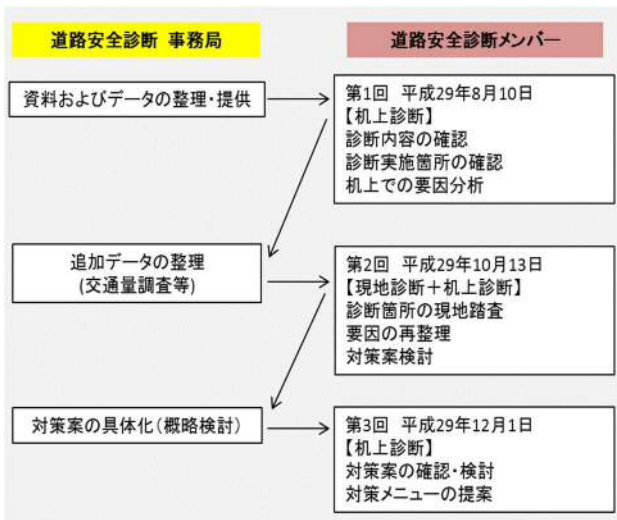 道路安全診断 事務局
道路安全診断メンバー
資料およびデータの整理・提供
第1回 平成29年8月10日
【机上診断】
診断内容の確認
診断実施箇所の確認
机上での要因分析
追加データの整理
(交通量調査等)
第2回 平成29年10月13日
【現地診断＋机上診断】
診断箇所の現地踏査
要因の再整理
対策案検討
対策案の具体化(概略検討)
第3回 平成29年12月1日
【机上診断】
対策案の確認・検討
対策メニューの提案